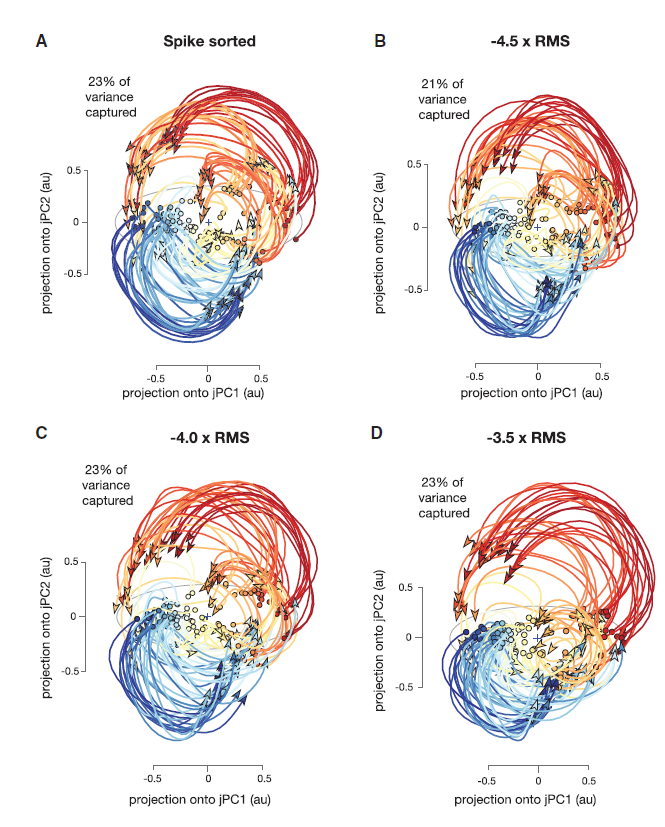 A
Spike sorted
23% of
variance
captured
0.5
0
-0.5
projection onto jPC2 (au)
-0.5
0
0.5
projection onto jPC1 (au)
B
-4.5 x RMS
21% of
variance
captured
0.5
0
-0.5
projection onto jPC2 (au)
-0.5
0
0.5
projection onto jPC1 (au)
C
-4.0 x RMS
23% of
variance
captured
0.5
0
-0.5
projection onto jPC2 (au)
-0.5
0
0.5
projection onto jPC1 (au)
D
-3.5 x RMS
23% of
variance
captured
0.5
0
-0.5
projection onto jPC2 (au)
-0.5
0
0.5
projection onto jPC1 (au)